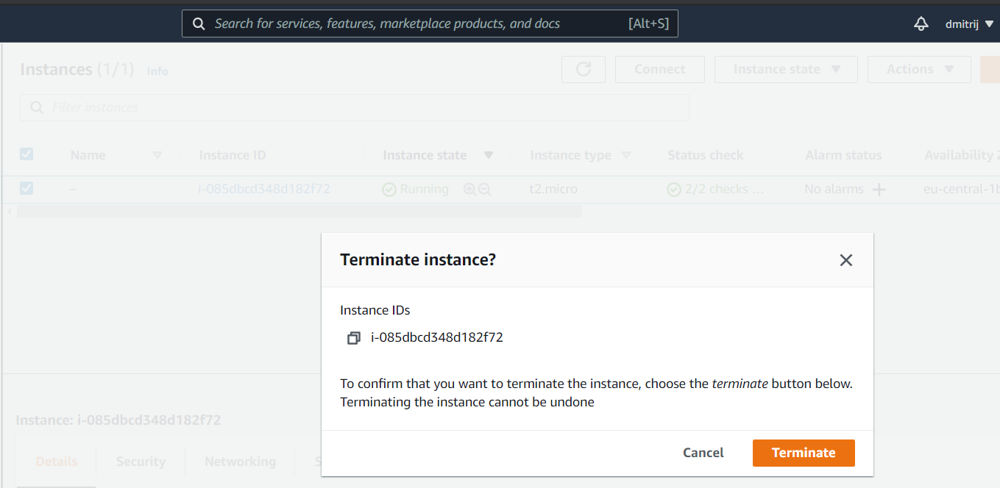 Search for services, features, marketplace products, and docs [Alt+S] dmitrij
Instances (1/1) Info Connect Instance state Actions
Filter instances
Name Instance ID Instance state Instance type Status check Alarm status Availability Z
– i-085dbcd348d182f72 Running t2.micro 2/2 checks ... No alarms eu-central-1b
Terminate instance?
Instance IDs
i-085dbcd348d182f72
To confirm that you want to terminate the instance, choose the terminate button below.
Terminating the instance cannot be undone
Instance: i-085dbcd348d182f72
Cancel Terminate
Details Security Networking S